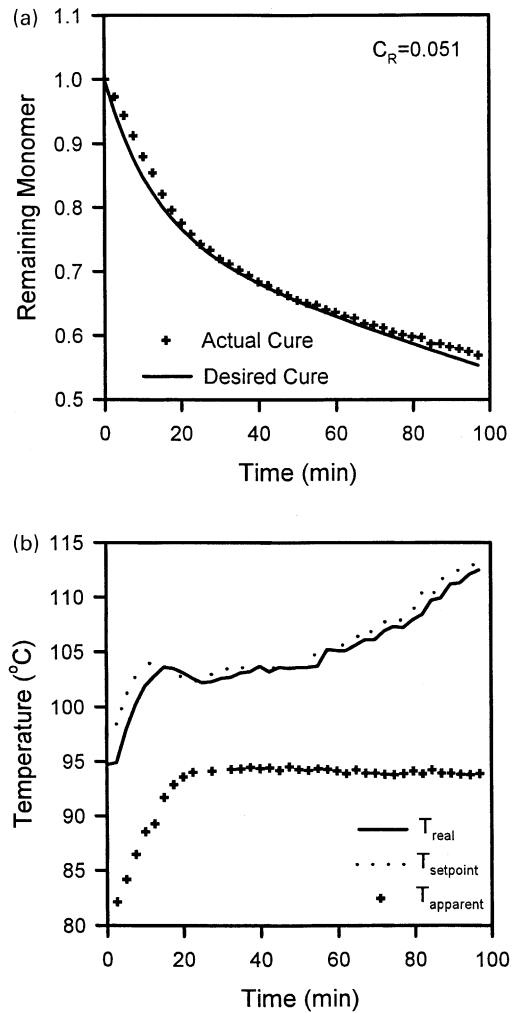 (a)
C_R=0.051
1.1
1.0
0.9
0.8
0.7
0.6
0.5
Remaining Monomer
Actual Cure
Desired Cure
0 20 40 60 80 100
Time (min)
(b)
115
110
105
100
95
90
85
80
Temperature (°C)
T_real
T_setpoint
T_apparent
0 20 40 60 80 100
Time (min)